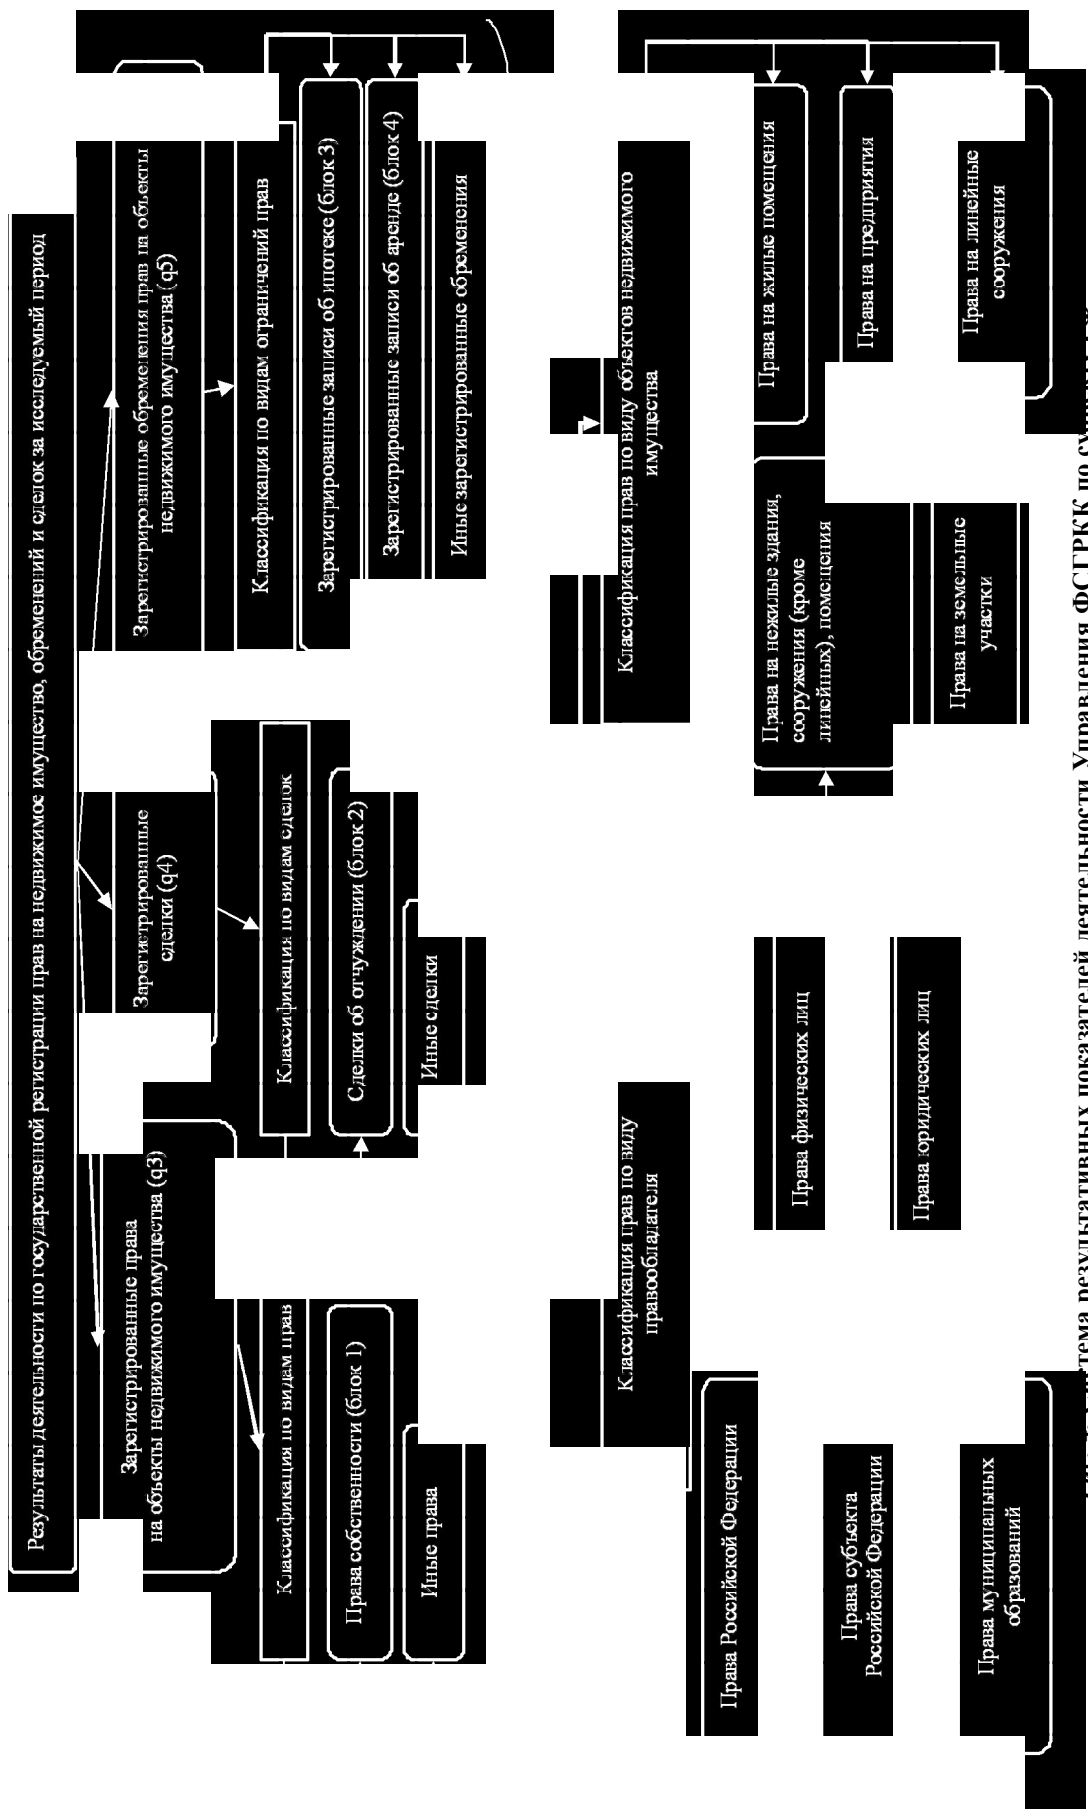 Результаты деятельности по государственной регистрации прав на недвижимое имущество, обременений и сделок за исследуемый период
Зарегистрированные права
на объекты недвижимого имущества (q3)
Зарегистрированные
сделки (q4)
Зарегистрированные обременения прав на объекты
недвижимого имущества (q5)
Классификация по видам прав
Права собственности (блок 1)
Иные права
Классификация по видам сделок
Сделки об отчуждении (блок 2)
Иные сделки
Классификация по видам ограничений прав
Зарегистрированные записи об ипотеке (блок 3)
Зарегистрированные записи об аренде (блок 4)
Иные зарегистрированные обременения
Классификация прав по виду
правообладателя
Классификация прав по виду объектов недвижимого
имущества
Права Российской Федерации
Права субъекта
Российской Федерации
Права муниципальных
образований
Права физических лиц
Права юридических лиц
Права на нежилые здания,
сооружения (кроме
линейных), помещения
Права на земельные
участки
Права на жилые помещения
Права на предприятия
Права на линейные
сооружения
результативных показателей деятельности Управления ФСГРКК по